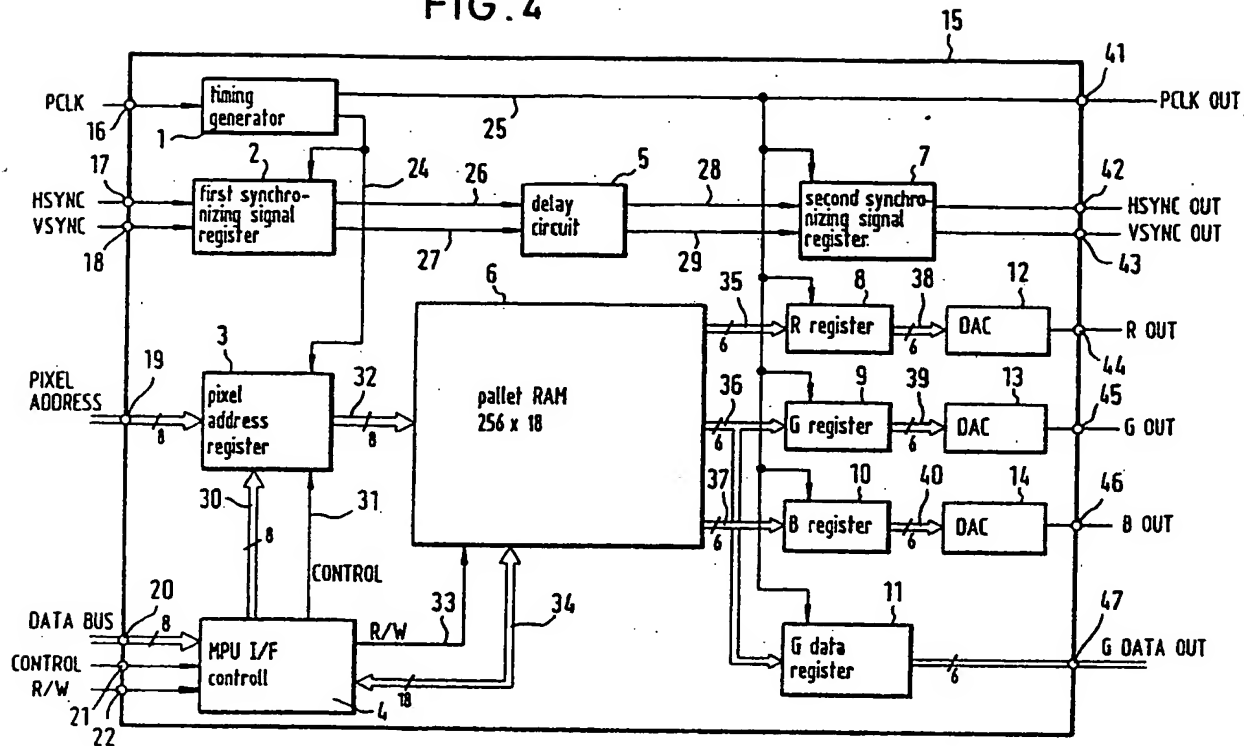 FIG.4
15
41
PCLK
16
timing
generator
1
25
PCLK OUT
17
HSYNC
VSYNC
18
2
first synchro-
nizing signal
register
24
26
27
5
delay
circuit
28
29
7
second synchro-
nizing signal
register.
42
HSYNC OUT
VSYNC OUT
43
6
pallet RAM
256 x 18
35
6
8
R register
38
6
12
DAC
R OUT
44
PIXEL
ADDRESS
19
8
3
pixel
address
register
32
8
36
6
9
G register
39
6
13
DAC
45
G OUT
37
6
10
B register
40
6
14
DAC
46
B OUT
30
8
31
CONTROL
DATA BUS
20
8
CONTROL
21
R/W
22
MPU I/F
controll
4
R/W
33
34
18
11
G data
register
6
47
G DATA OUT